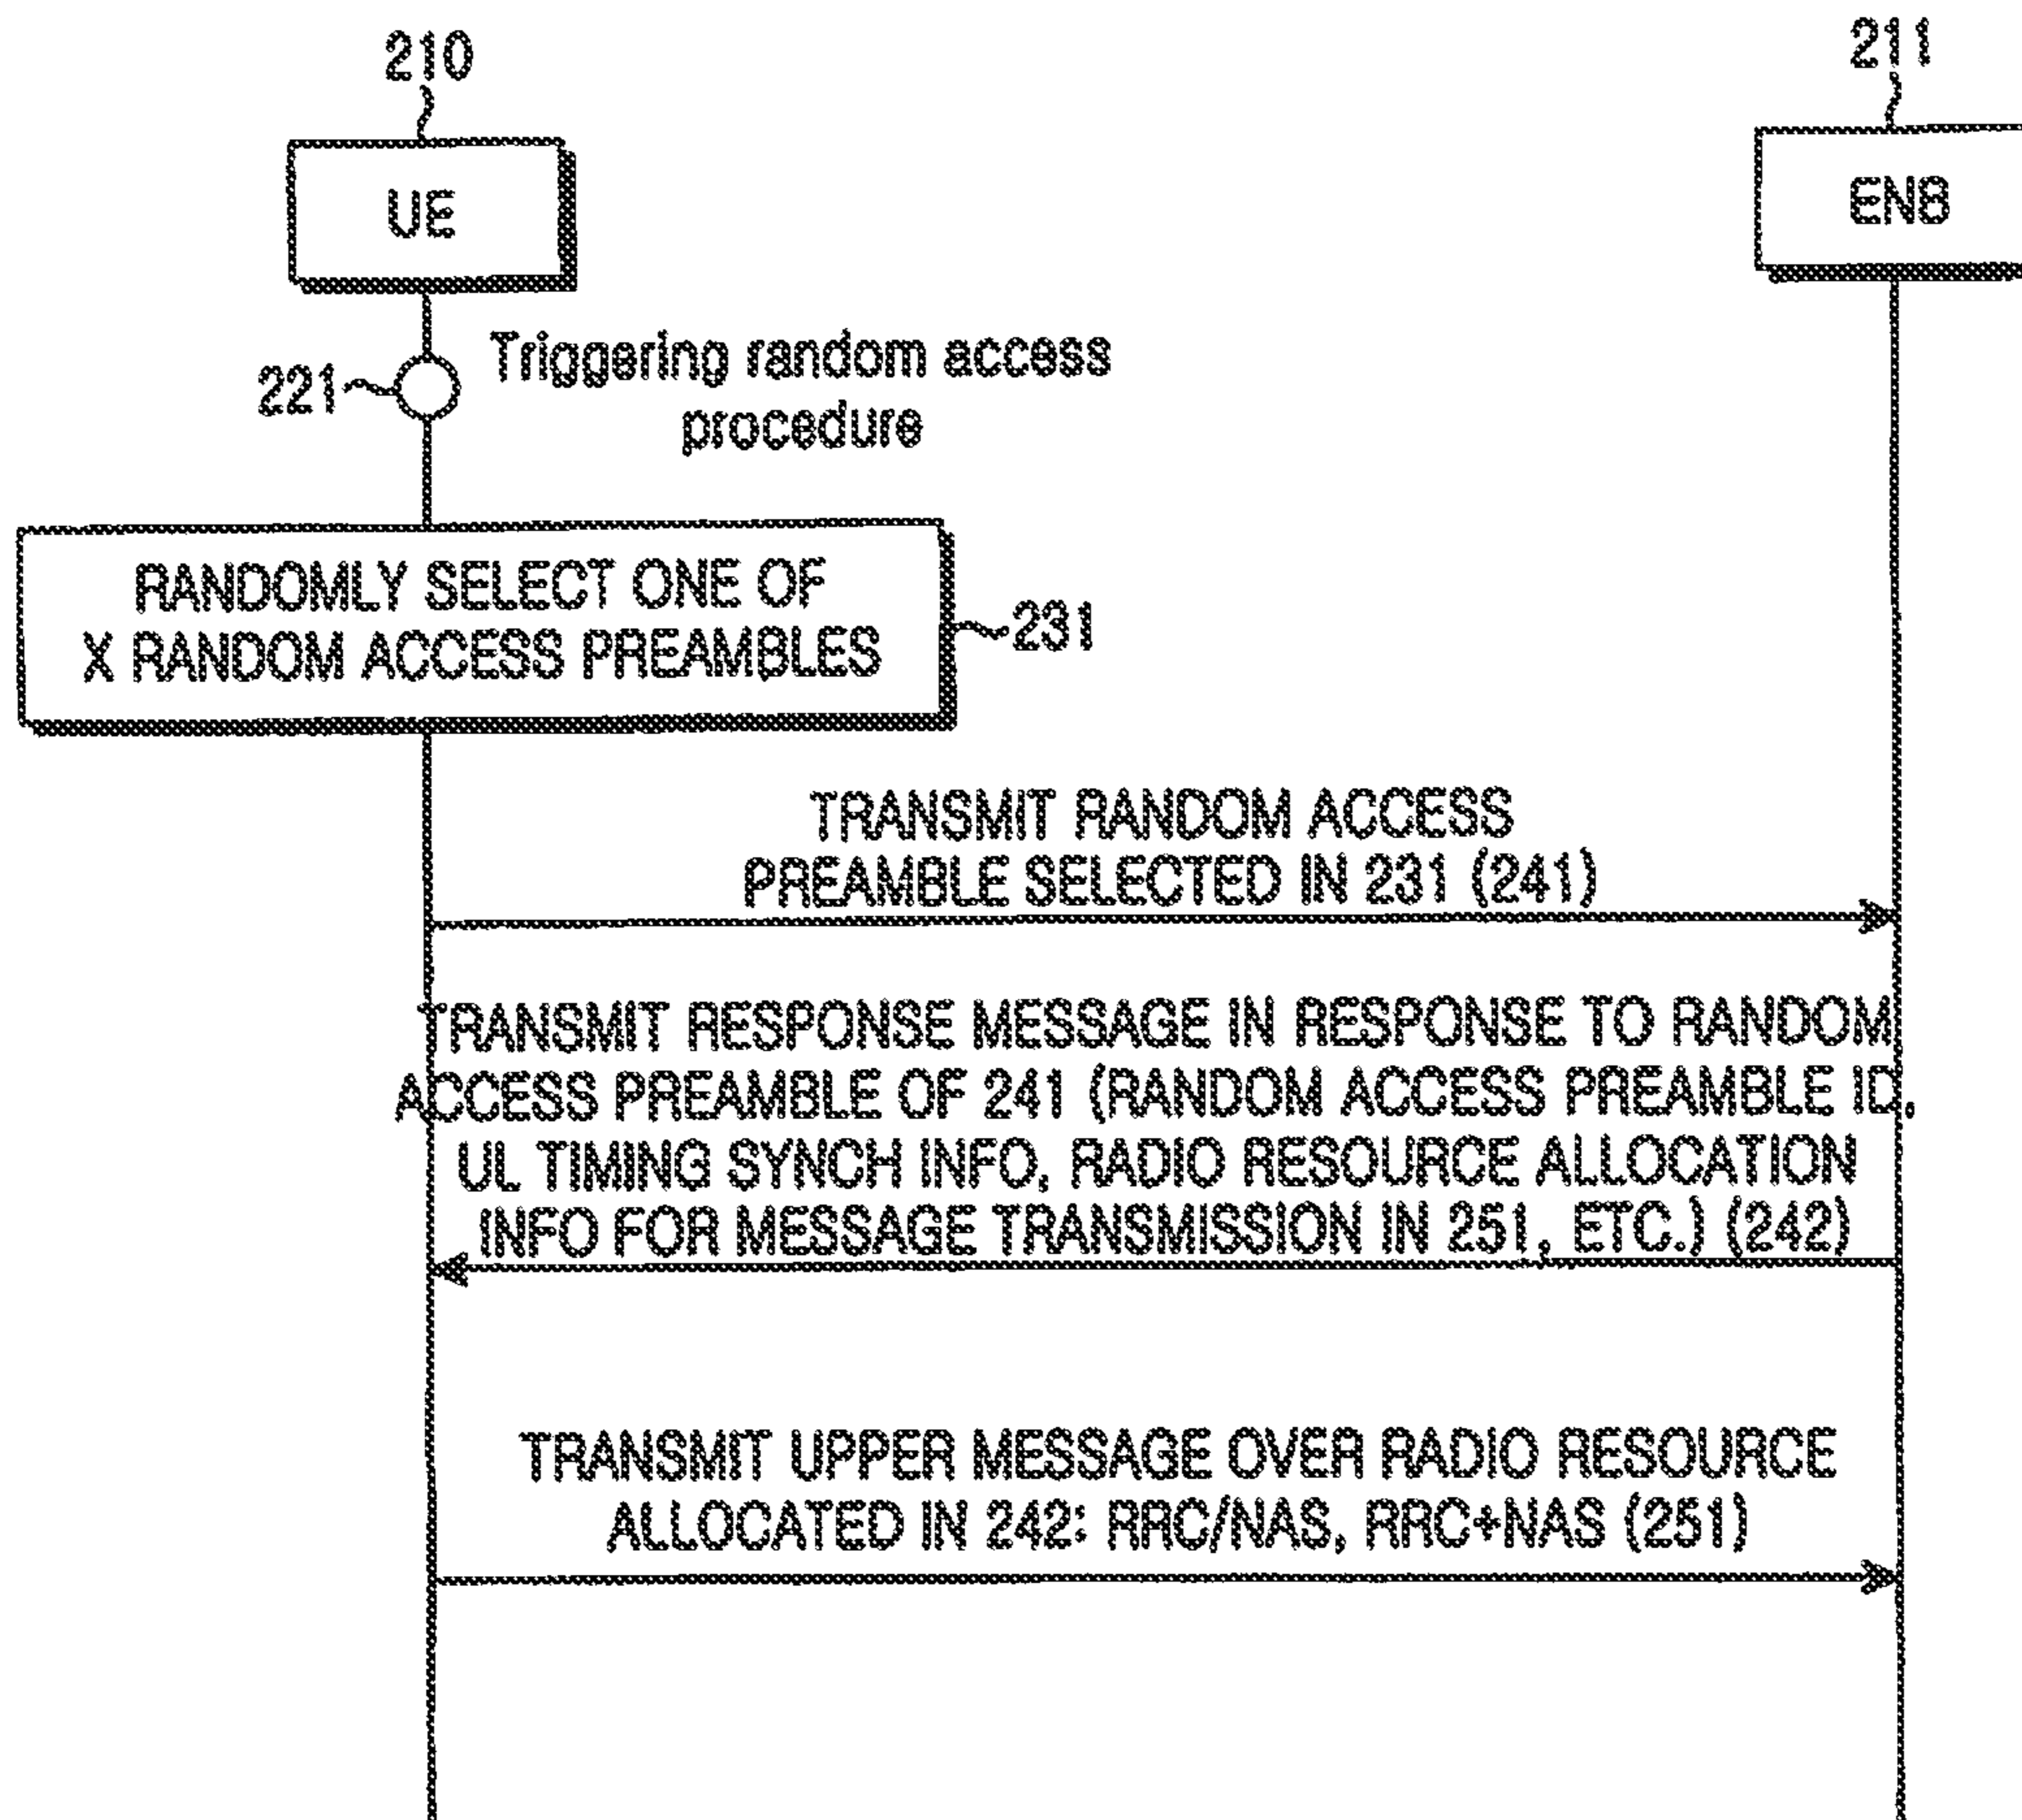 210
211
UE
ENB
221
Triggering random access
procedure
RANDOMLY SELECT ONE OF
X RANDOM ACCESS PREAMBLES
231
TRANSMIT RANDOM ACCESS
PREAMBLE SELECTED IN 231 (241)
TRANSMIT RESPONSE MESSAGE IN RESPONSE TO RANDOM
ACCESS PREAMBLE OF 241 (RANDOM ACCESS PREAMBLE ID,
UL TIMING SYNCH INFO, RADIO RESOURCE ALLOCATION
INFO FOR MESSAGE TRANSMISSION IN 251, ETC.) (242)
TRANSMIT UPPER MESSAGE OVER RADIO RESOURCE
ALLOCATED IN 242: RRC/NAS, RRC+NAS (251)